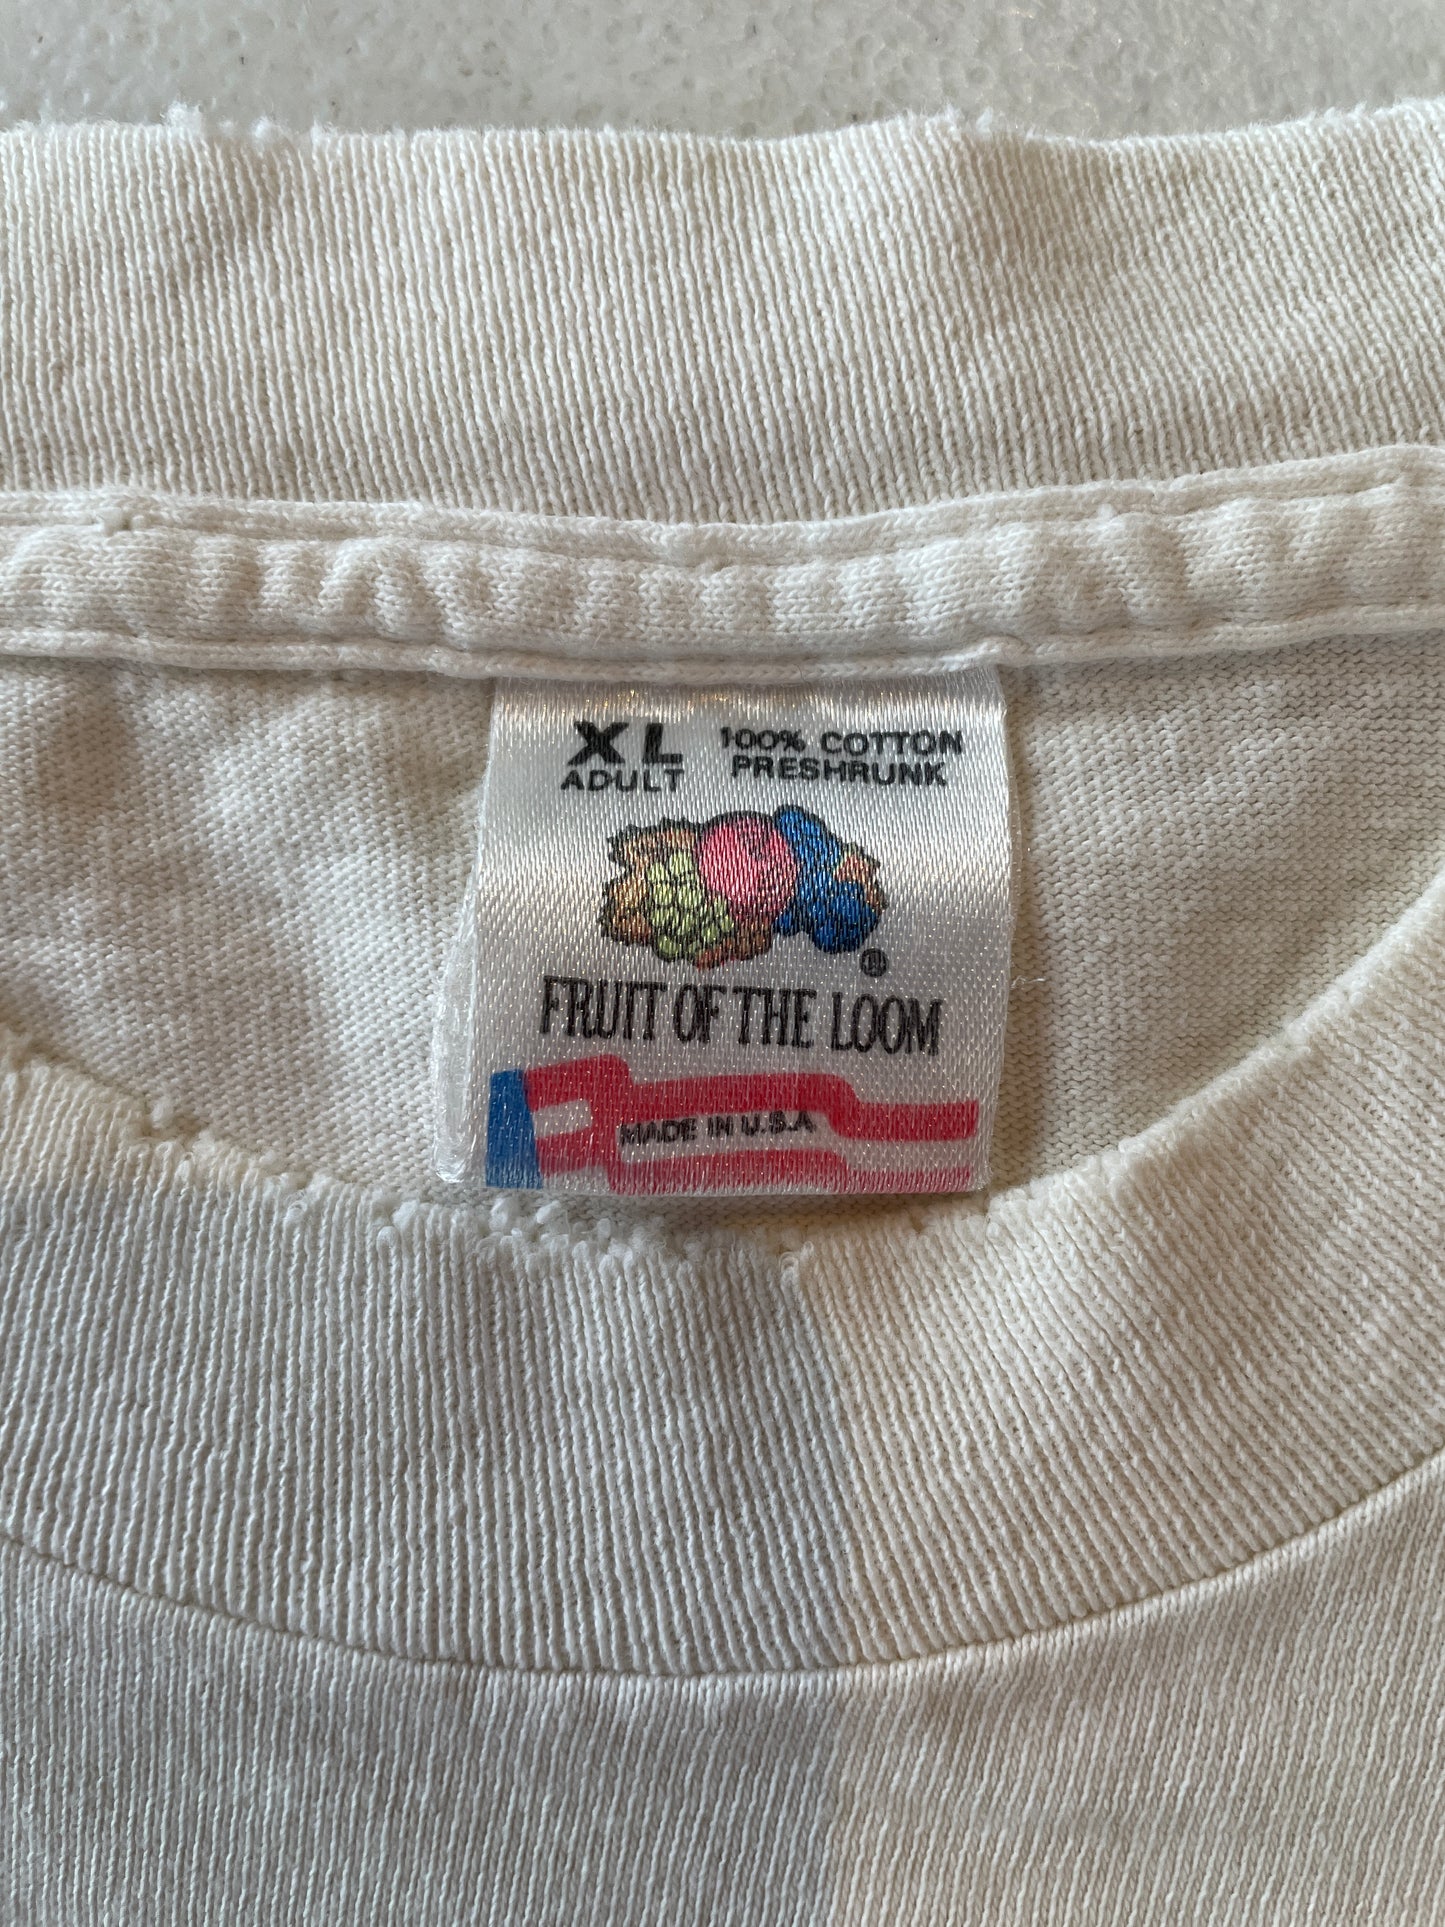 XL 100% COTTON
ADULT PRESHRUNK
®
FRUIT OF THE LOOM
MADE IN U.S.A